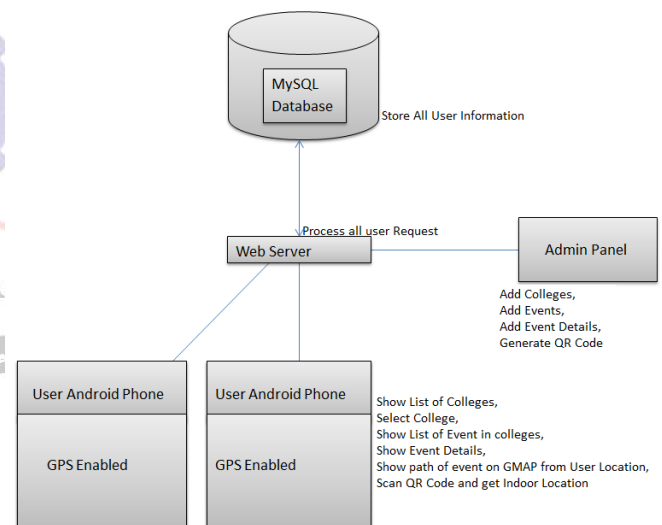 MySQL
Database
Store All User Information
Process all user Request
Web Server
Admin Panel
Add Colleges,
Add Events,
Add Event Details,
Generate QR Code
User Android Phone
GPS Enabled
User Android Phone
GPS Enabled
Show List of Colleges,
Select College,
Show List of Event in colleges,
Show Event Details,
Show path of event on GMAP from User Location,
Scan QR Code and get Indoor Location